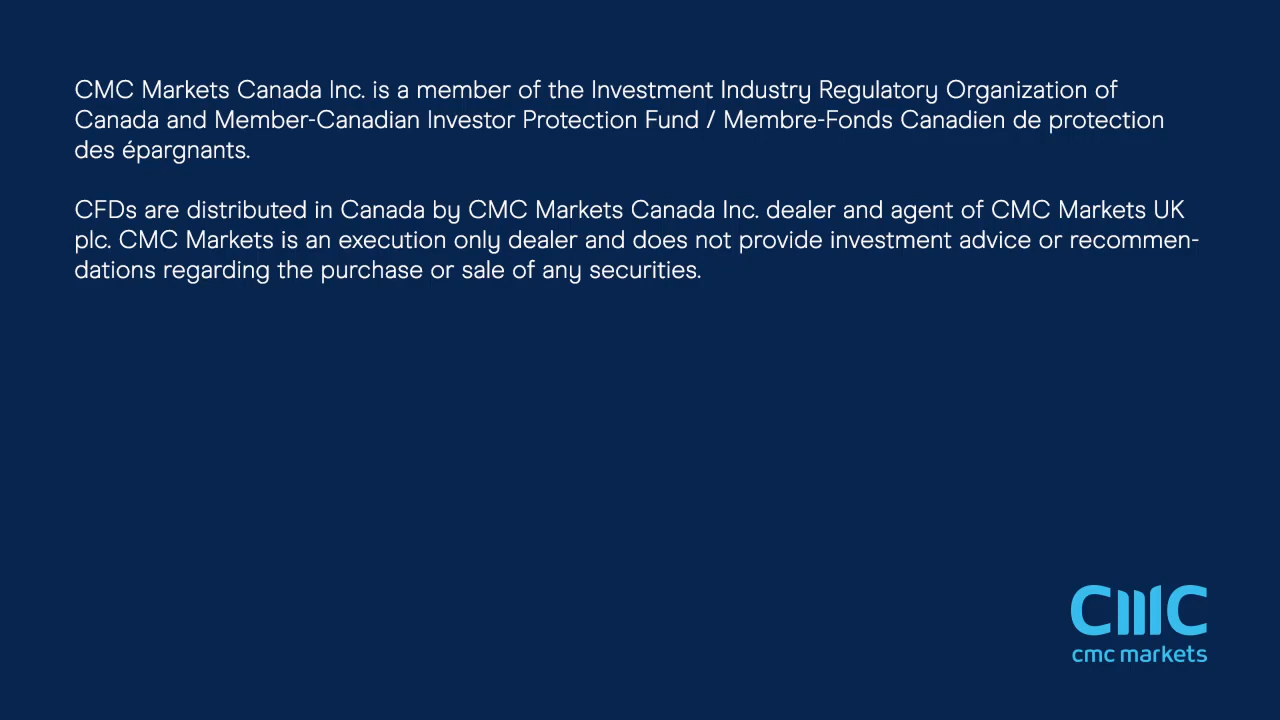 CMC Markets Canada Inc. is a member of the Investment Industry Regulatory Organization of
Canada and Member-Canadian Investor Protection Fund / Membre-Fonds Canadien de protection
des épargnants.
CFDs are distributed in Canada by CMC Markets Canada Inc. dealer and agent of CMC Markets UK
plc. CMC Markets is an execution only dealer and does not provide investment advice or recommen-
dations regarding the purchase or sale of any securities.
CMC
cmc markets